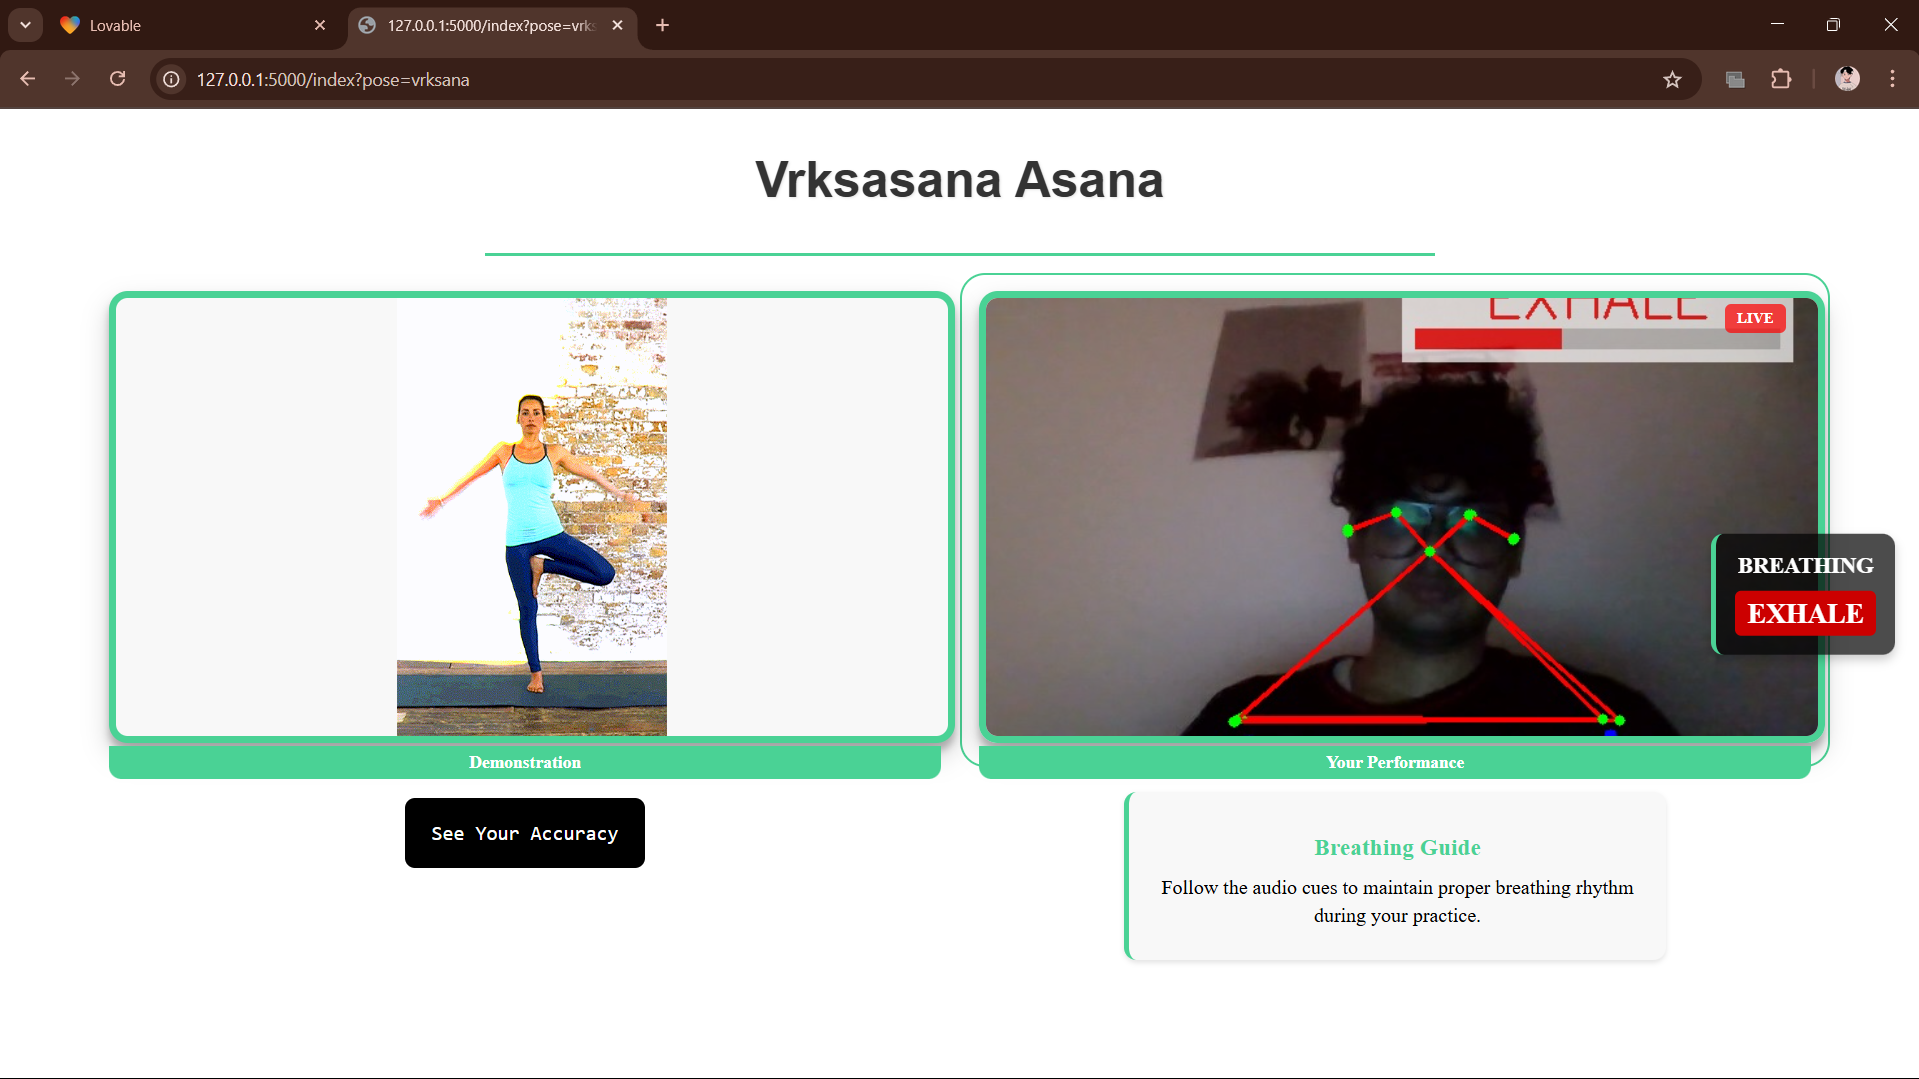 Lovable
127.0.0.1:5000/index?pose=vrks
127.0.0.1:5000/index?pose=vrksana
Vrksasana Asana
EXHALE
LIVE
BREATHING
EXHALE
Demonstration
Your Performance
See Your Accuracy
Breathing Guide
Follow the audio cues to maintain proper breathing rhythm
during your practice.